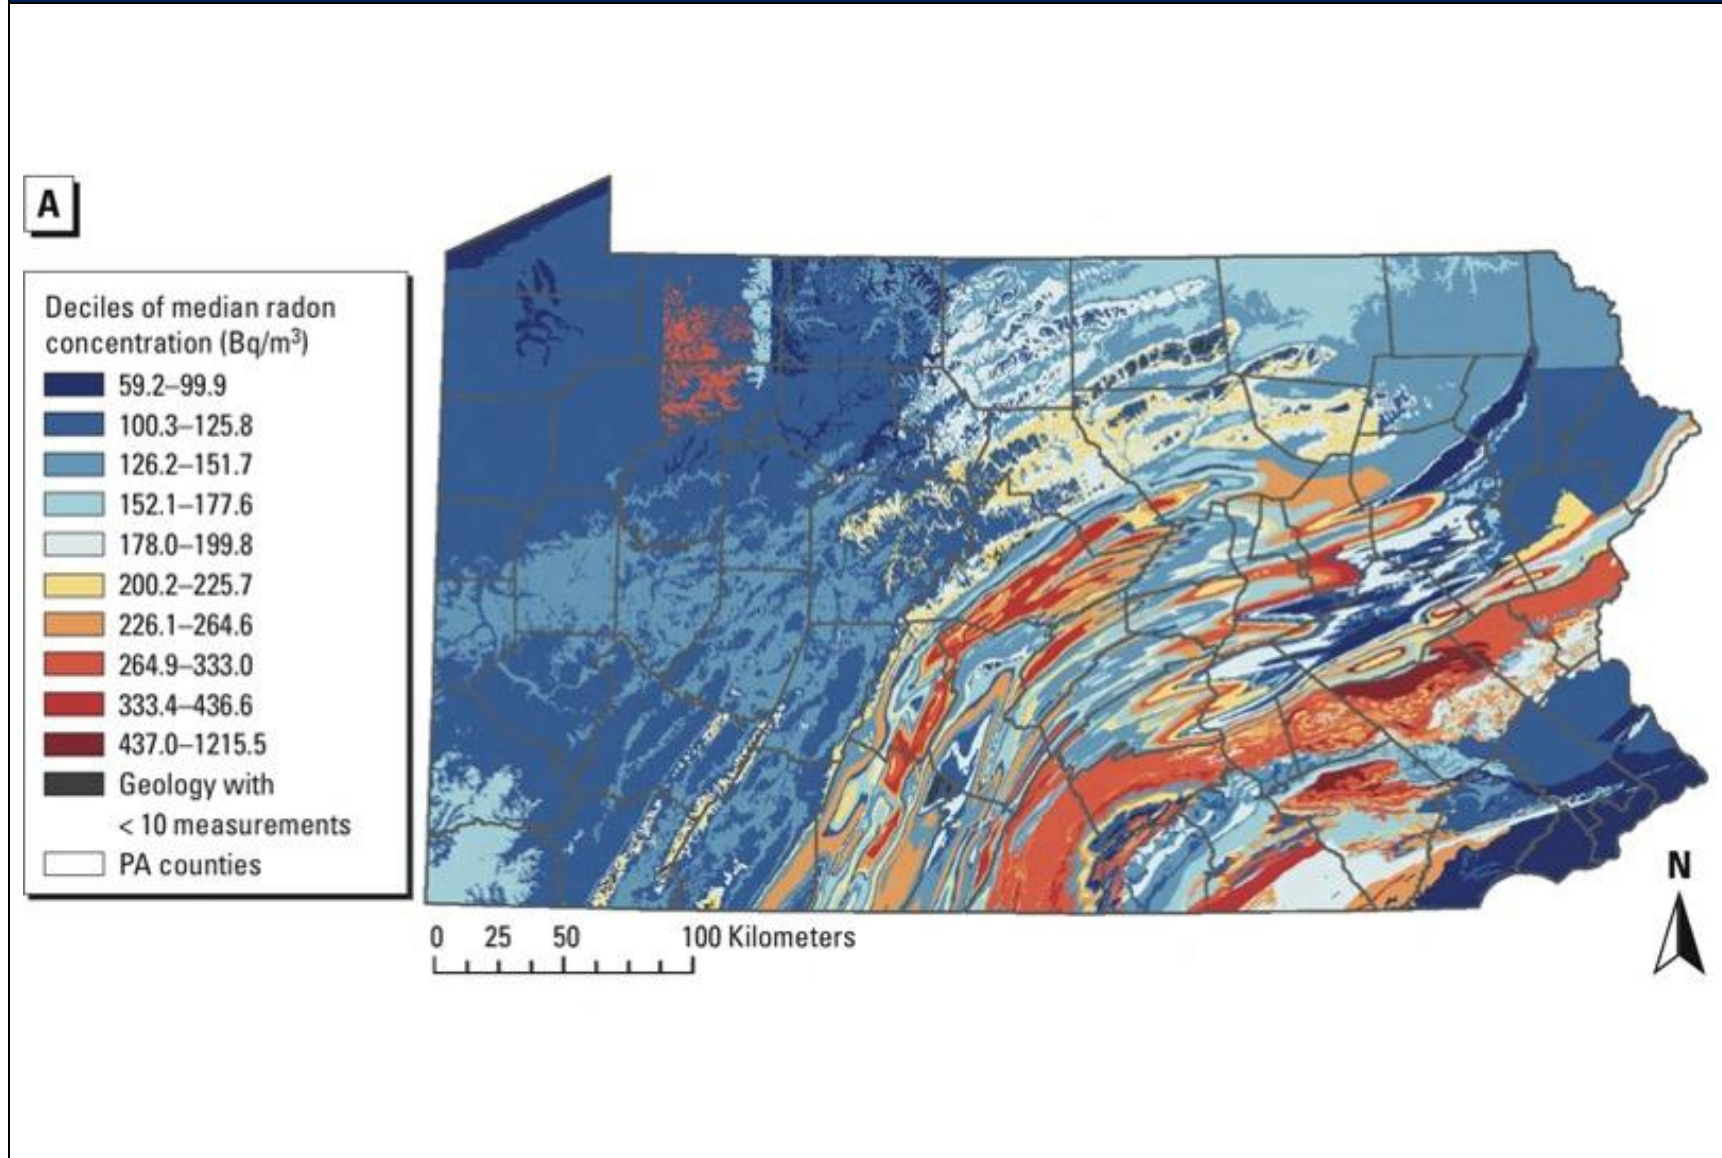 A
Deciles of median radon
concentration (Bq/m³)
59.2–99.9
100.3–125.8
126.2–151.7
152.1–177.6
178.0–199.8
200.2–225.7
226.1–264.6
264.9–333.0
333.4–436.6
437.0–1215.5
Geology with
< 10 measurements
PA counties
0 25 50 100 Kilometers
N